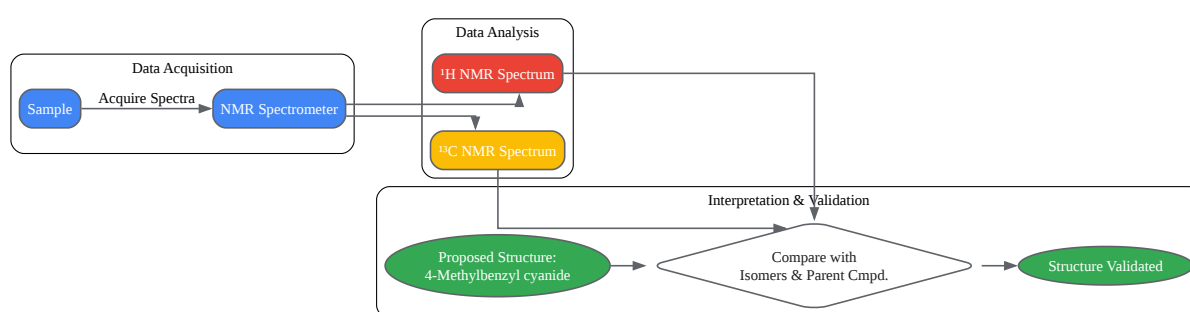 Data Acquisition
Sample
Acquire Spectra
NMR Spectrometer
Data Analysis
¹H NMR Spectrum
¹³C NMR Spectrum
Interpretation & Validation
Proposed Structure:
4-Methylbenzyl cyanide
Compare with
Isomers & Parent Cmpd.
Structure Validated